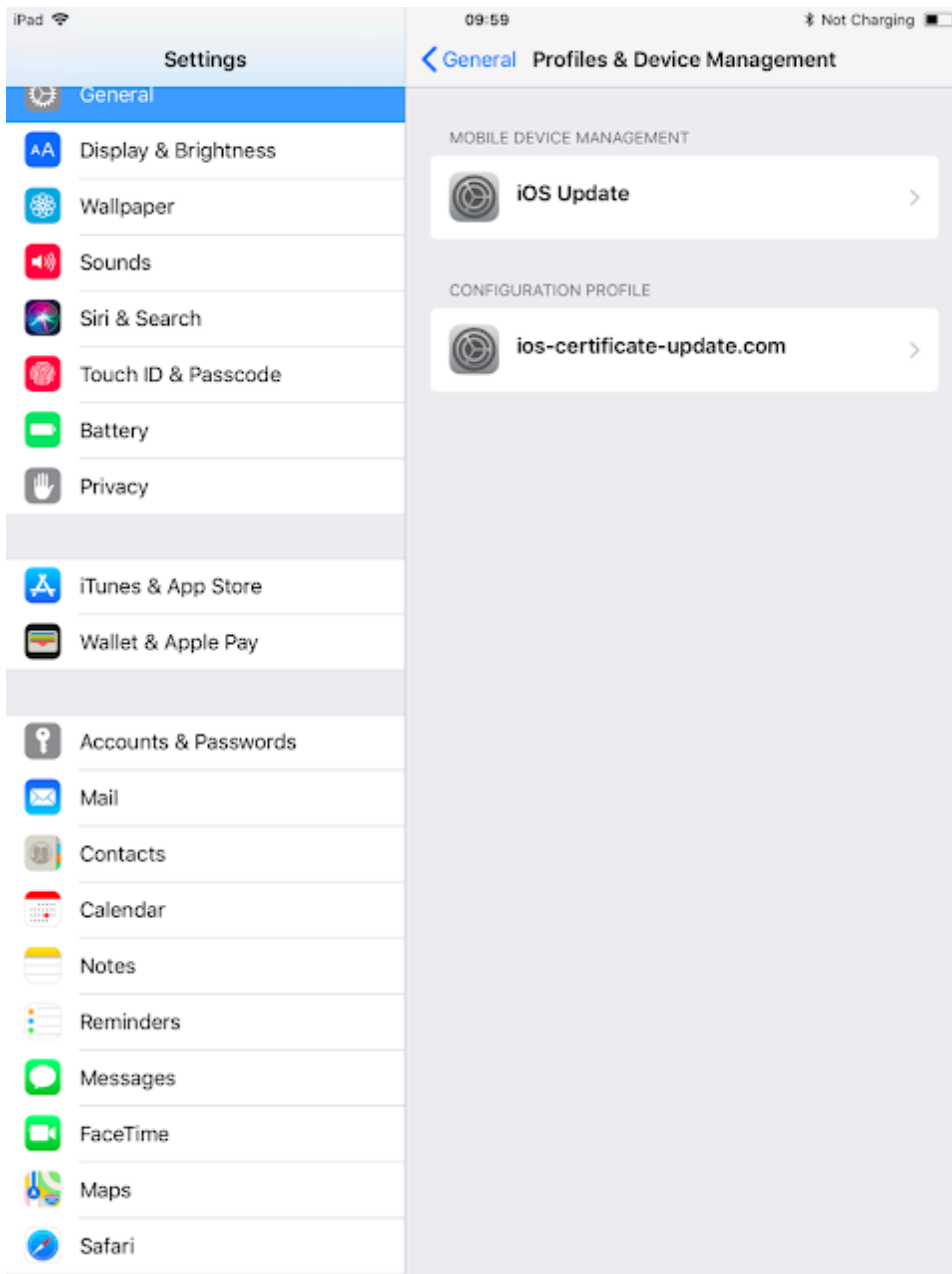 iPad
09:59
Not Charging
Settings
General
Profiles & Device Management
General
AA
Display & Brightness
Wallpaper
Sounds
Siri & Search
Touch ID & Passcode
Battery
Privacy
iTunes & App Store
Wallet & Apple Pay
Accounts & Passwords
Mail
Contacts
Calendar
Notes
Reminders
Messages
FaceTime
Maps
Safari
MOBILE DEVICE MANAGEMENT
iOS Update
CONFIGURATION PROFILE
ios-certificate-update.com